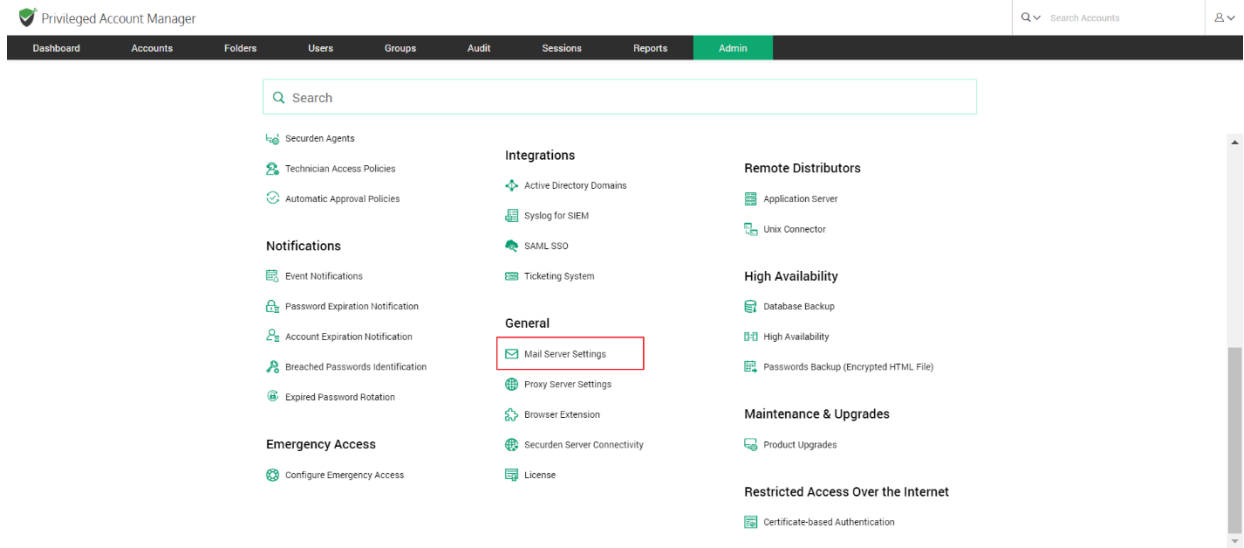 Privileged Account Manager
Search Accounts
Dashboard Accounts Folders Users Groups Audit Sessions Reports Admin
Search
Securden Agents
Technician Access Policies
Automatic Approval Policies
Notifications
Event Notifications
Password Expiration Notification
Account Expiration Notification
Breached Passwords Identification
Expired Password Rotation
Emergency Access
Configure Emergency Access
Integrations
Active Directory Domains
Syslog for SIEM
SAML SSO
Ticketing System
General
Mail Server Settings
Proxy Server Settings
Browser Extension
Securden Server Connectivity
License
Remote Distributors
Application Server
Unix Connector
High Availability
Database Backup
High Availability
Passwords Backup (Encrypted HTML File)
Maintenance & Upgrades
Product Upgrades
Restricted Access Over the Internet
Certificate-based Authentication